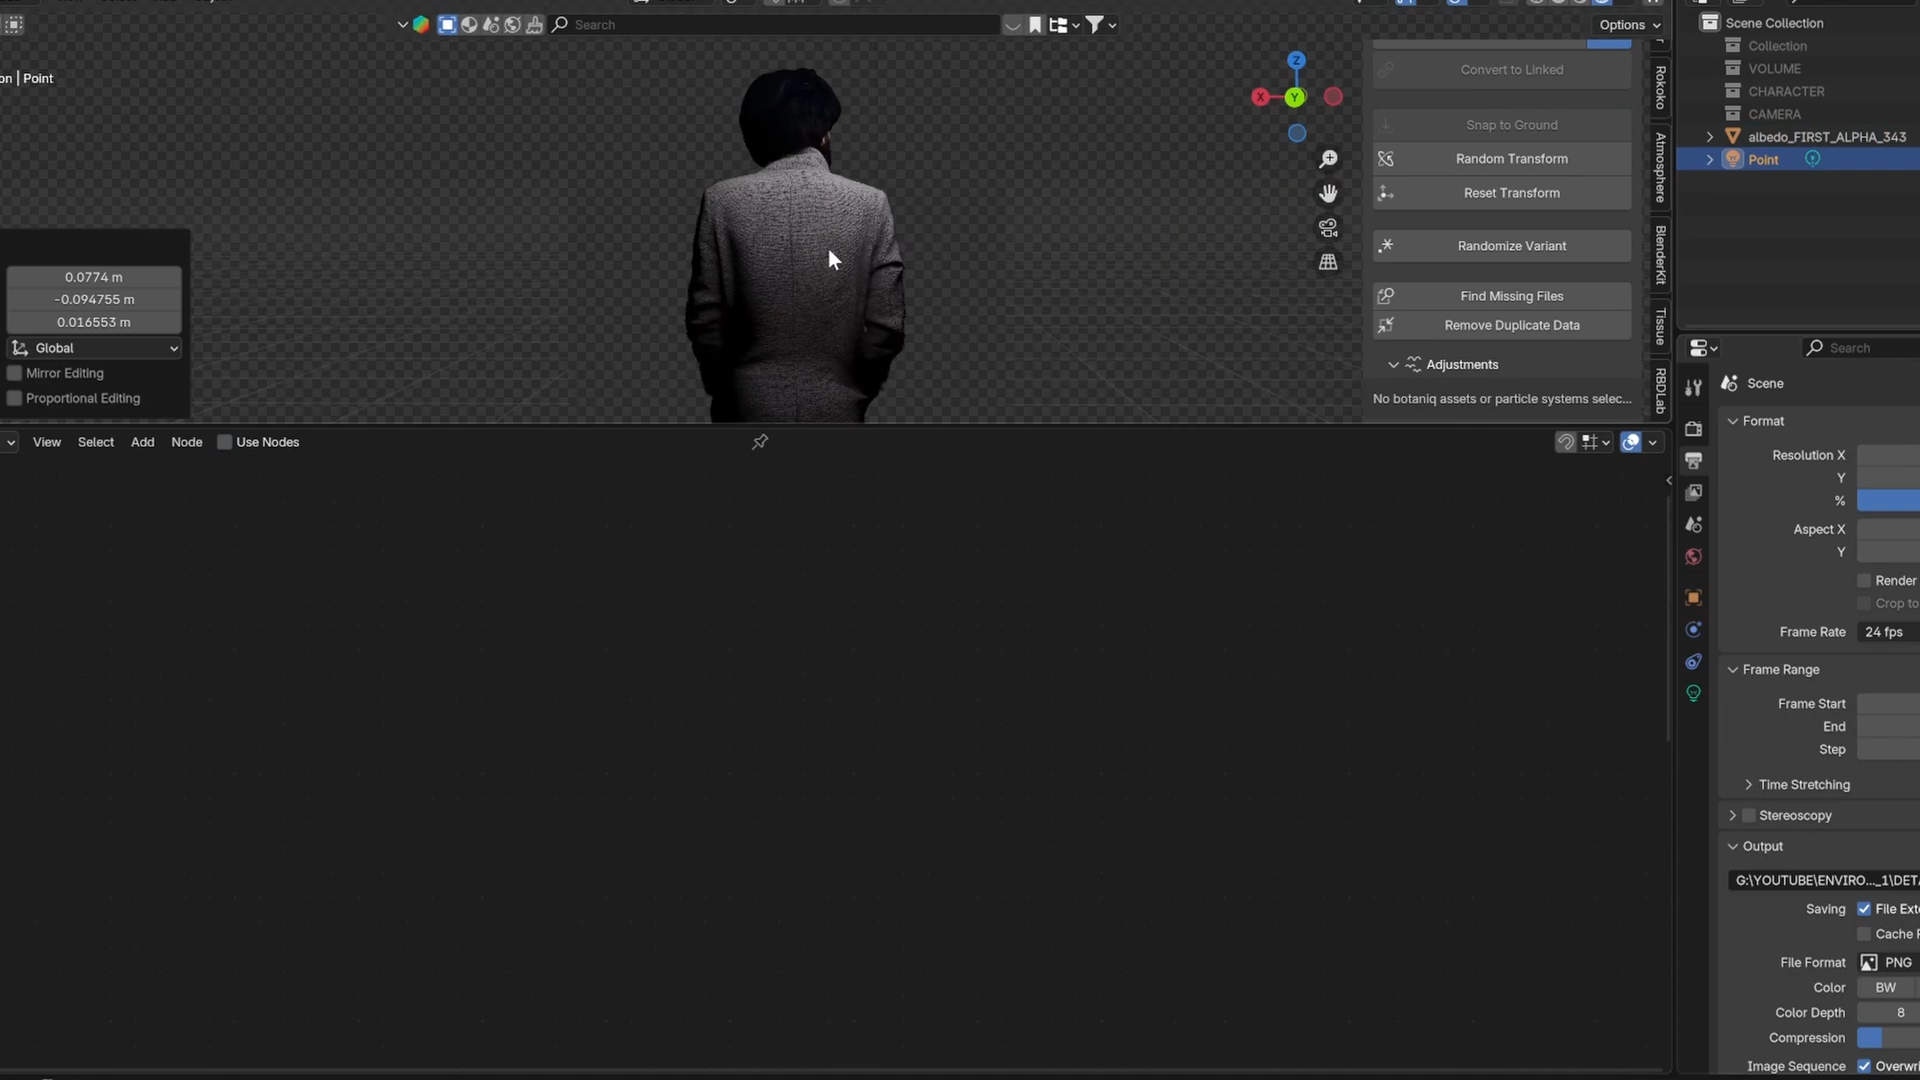 Search
Options
on | Point
Convert to Linked
Snap to Ground
Random Transform
Reset Transform
Randomize Variant
Find Missing Files
Remove Duplicate Data
Adjustments
No botaniq assets or particle systems selec...
Rokoko
Atmosphere
BlenderKit
Tissue
RBDLab
Z
X
Y
0.0774 m
-0.094755 m
0.016553 m
Global
Mirror Editing
Proportional Editing
View
Select
Add
Node
Use Nodes
Scene Collection
Collection
VOLUME
CHARACTER
CAMERA
albedo_FIRST_ALPHA_343
Point
Search
Scene
Format
Resolution X
Y
%
Aspect X
Y
Render
Crop to
Frame Rate
24 fps
Frame Range
Frame Start
End
Step
Time Stretching
Stereoscopy
Output
G:\YOUTUBE\ENVIRO..._1\DET
Saving
File Ext
Cache
File Format
PNG
Color
BW
Color Depth
8
Compression
Image Sequence
Overwri